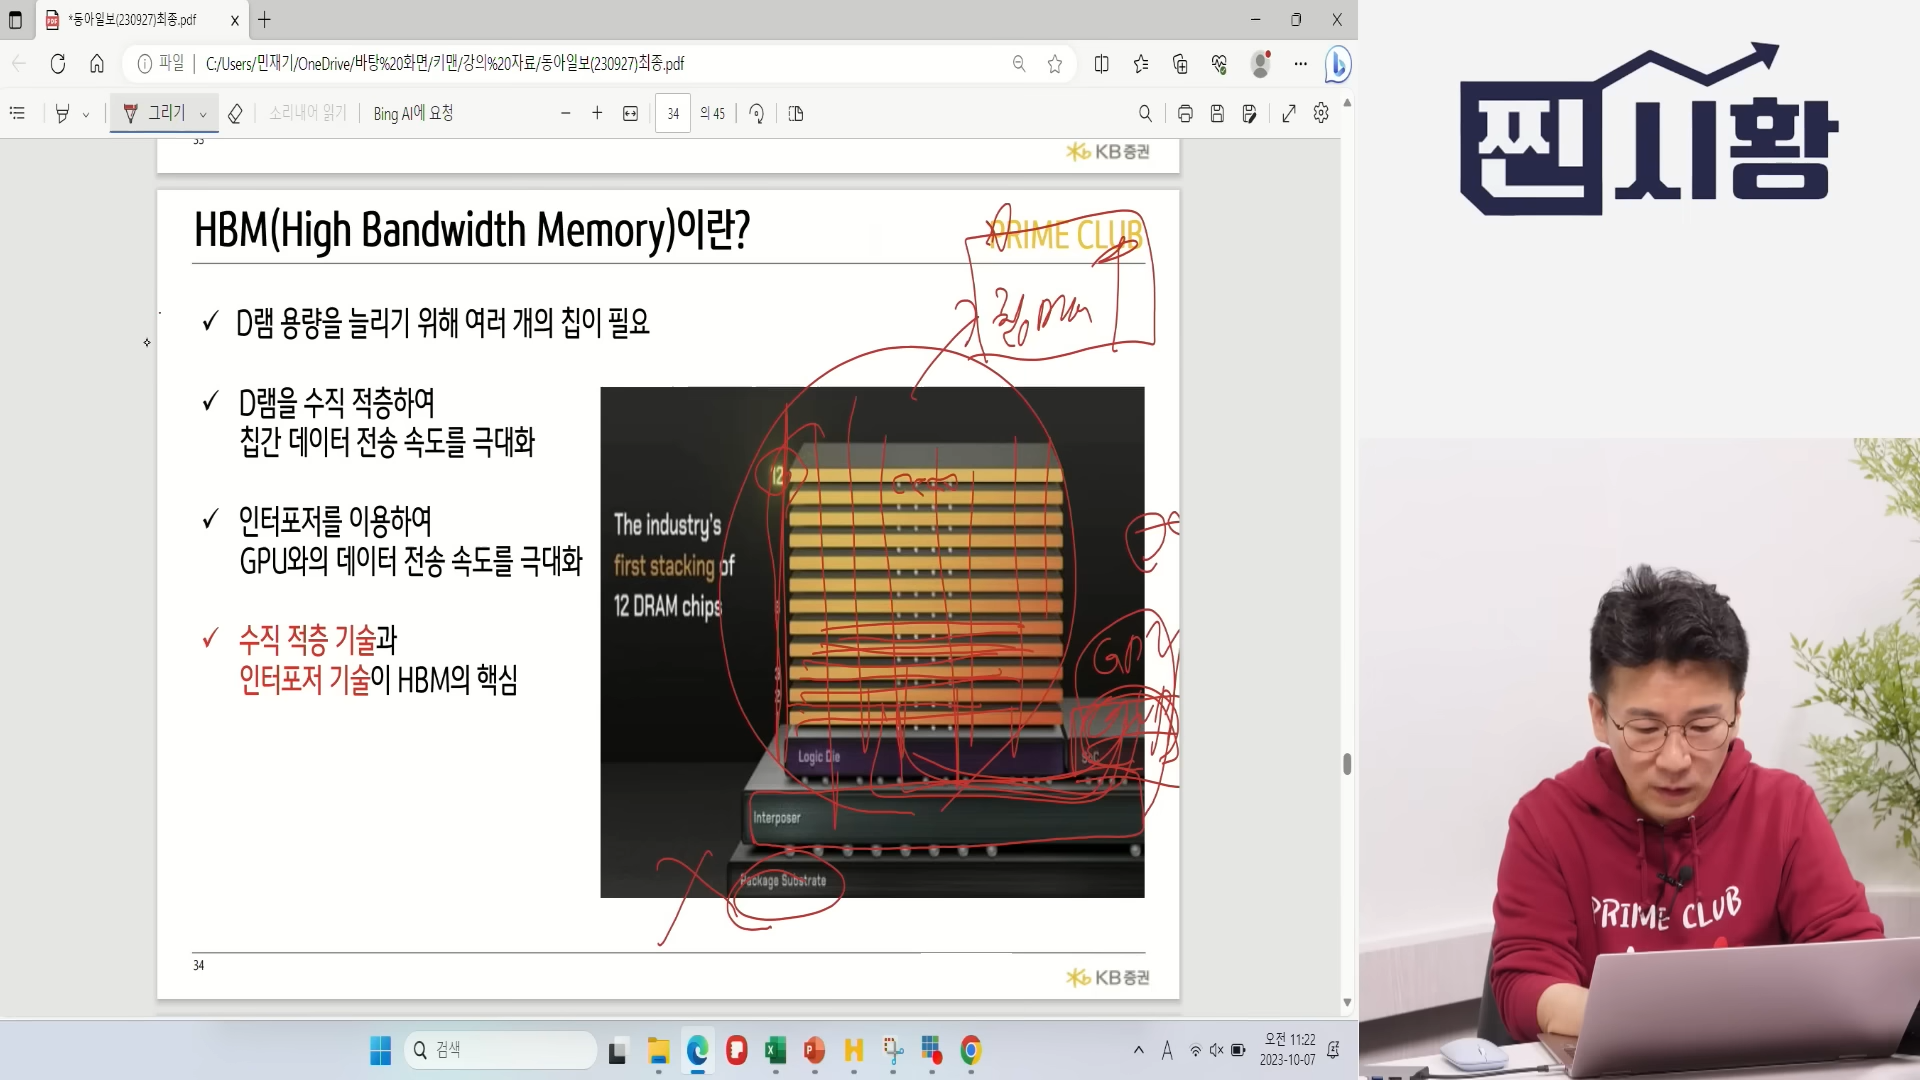 *동아일보(230927)최종.pdf
파일
C:/Users/민재기/OneDrive/바탕%20화면/키맨/강의%20자료/동아일보(230927)최종.pdf
그리기
소리내어 읽기
Bing AI에 요청
34
의 45
33
KB증권
HBM(High Bandwidth Memory)이란?
PRIME CLUB
D램 용량을 늘리기 위해 여러 개의 칩이 필요
D램을 수직 적층하여
칩간 데이터 전송 속도를 극대화
인터포저를 이용하여
GPU와의 데이터 전송 속도를 극대화
수직 적층 기술과
인터포저 기술이 HBM의 핵심
12
The industry's
first stacking of
12 DRAM chips
Logic Die
SoC
Interposer
Package Substrate
34
KB증권
검색
A
오전 11:22
2023-10-07
찐시황
PRIME CLUB